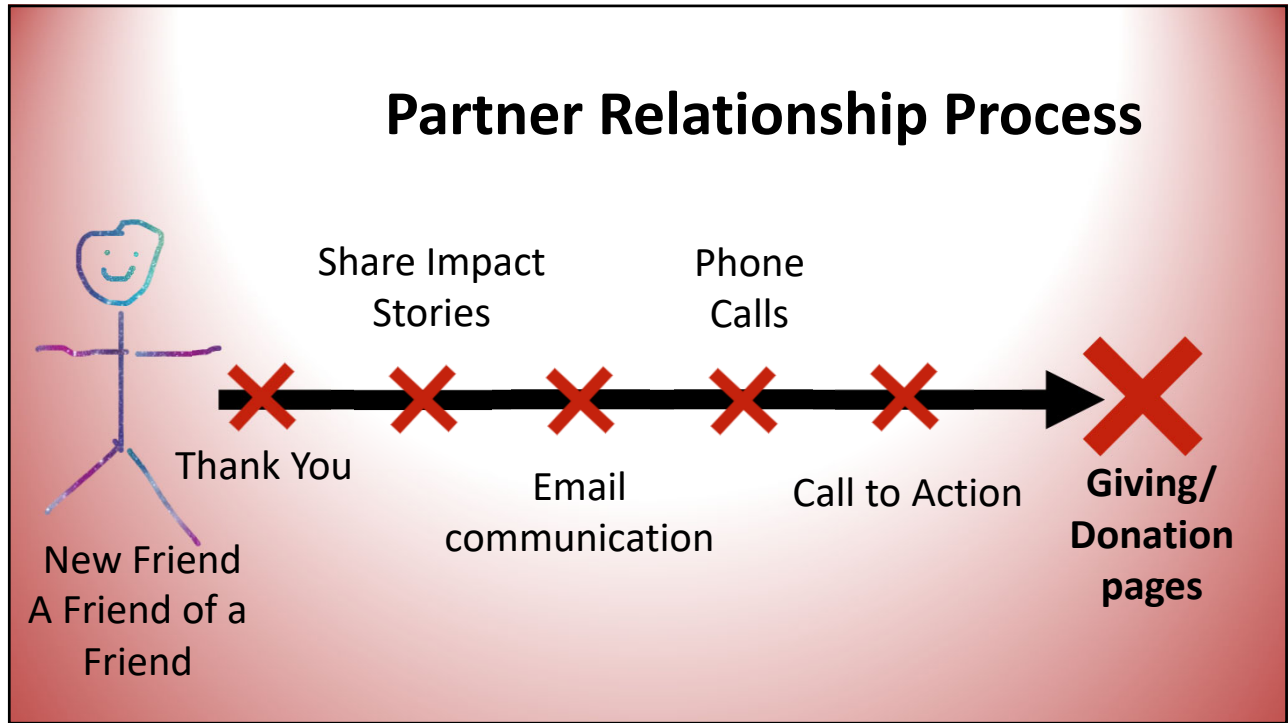 Partner Relationship Process
New Friend
A Friend of a
Friend
Thank You
Share Impact
Stories
Email
communication
Phone
Calls
Call to Action
Giving/
Donation
pages